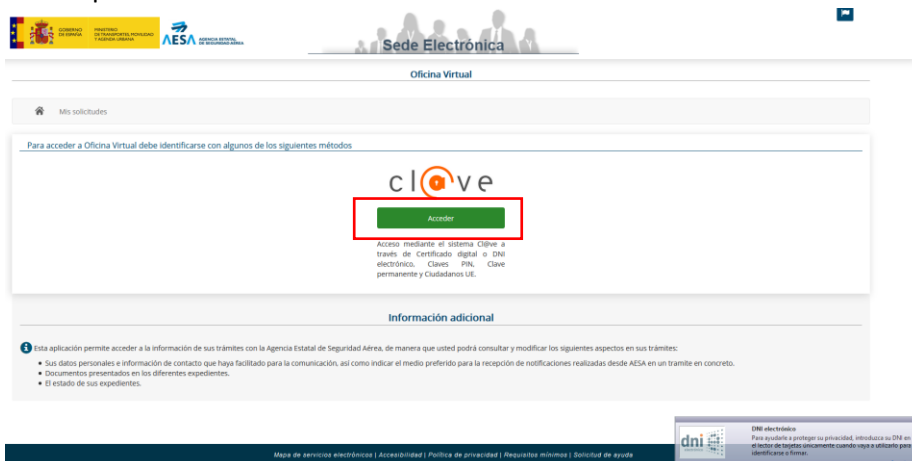 GOBIERNO
DE ESPAÑA
MINISTERIO
DE TRANSPORTES, MOVILIDAD
Y AGENDA URBANA
AESA AGENCIA ESTATAL
DE SEGURIDAD AÉREA
Sede Electrónica
Oficina Virtual
Mis solicitudes
Para acceder a Oficina Virtual debe identificarse con algunos de los siguientes métodos
cl@ve
Acceder
Acceso mediante el sistema Cl@ve a
través de Certificado digital o DNI
electrónico, Claves PIN, Clave
permanente y Ciudadanos UE.
Información adicional
Esta aplicación permite acceder a la información de sus trámites con la Agencia Estatal de Seguridad Aérea, de manera que usted podrá consultar y modificar los siguientes aspectos en sus trámites:
• Sus datos personales e información de contacto que haya facilitado para la comunicación, así como indicar el medio preferido para la recepción de notificaciones realizadas desde AESA en un tramite en concreto.
• Documentos presentados en los diferentes expedientes.
• El estado de sus expedientes.
dni
DNI electrónico
Para ayudarle a proteger su privacidad, introduzca su DNI en
el lector de tarjetas únicamente cuando vaya a utilizarlo para
identificarse o firmar.
Mapa de servicios electrónicos | Accesibilidad | Política de privacidad | Requisitos mínimos | Solicitud de ayuda